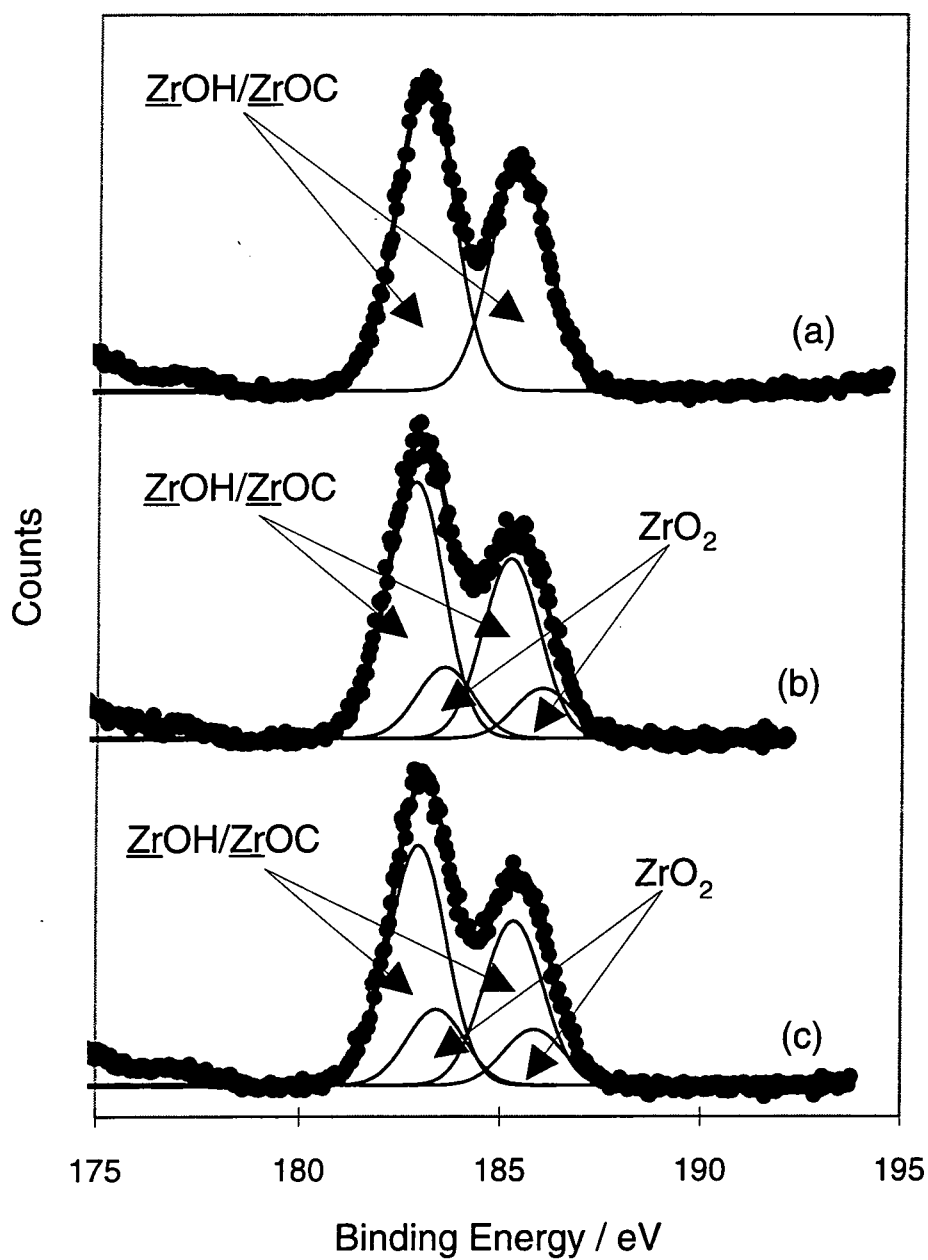 ZrOH/ZrOC
(a)
ZrOH/ZrOC
ZrO₂
(b)
ZrOH/ZrOC
ZrO₂
(c)
Counts
175 180 185 190 195
Binding Energy / eV